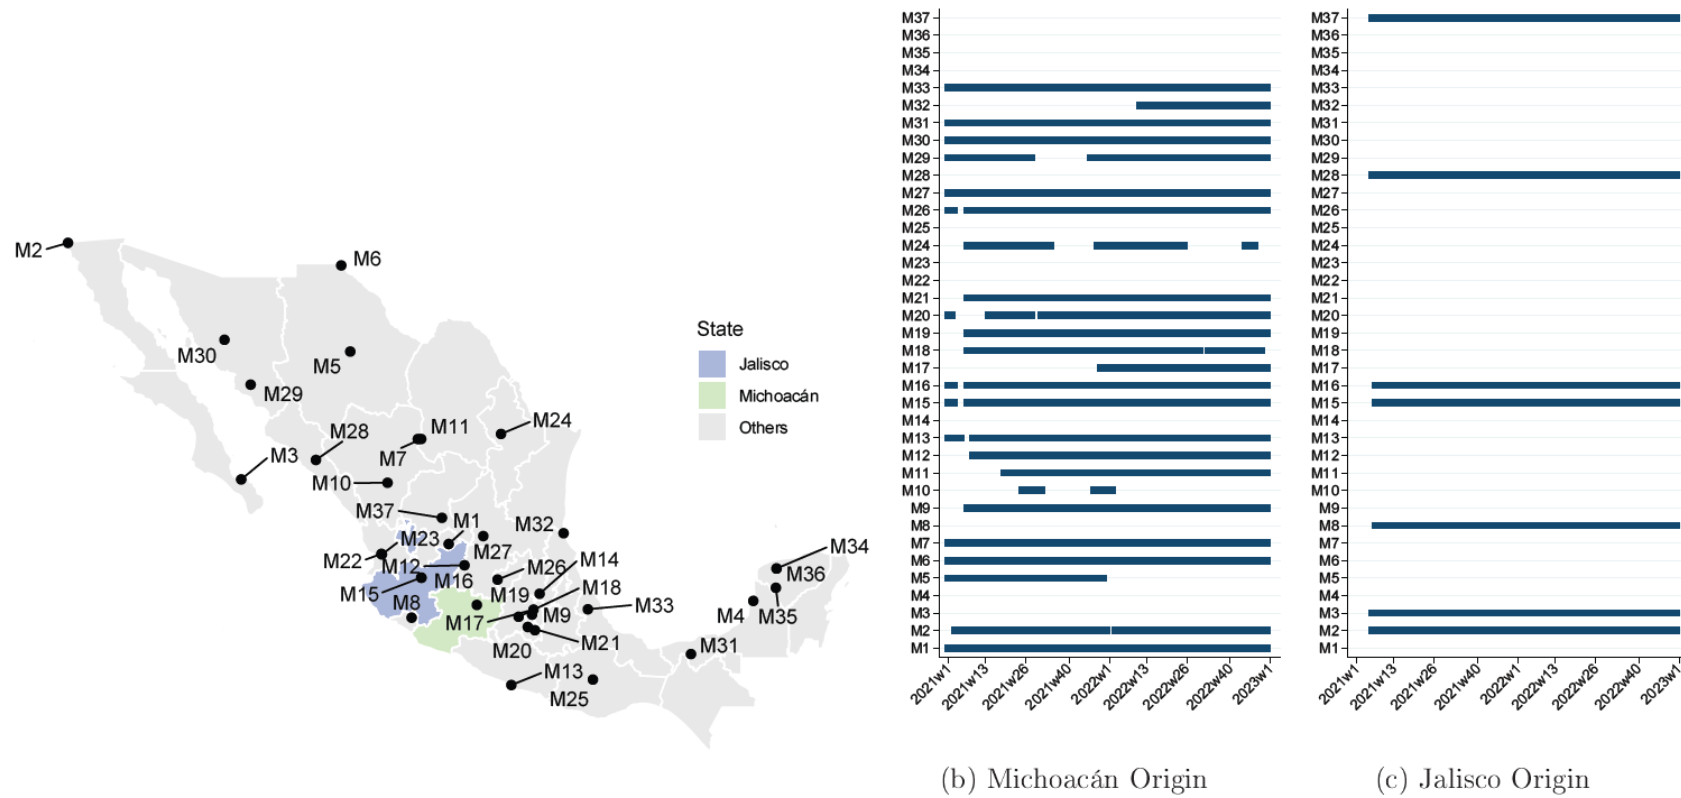 M2
M6
M30
M5
M29
M28
M11
M24
M3
M7
M10
M37
M1
M32
M23
M27
M14
M34
M22
M12
M26
M36
M15
M16
M18
M8
M19
M33
M4
M35
M17
M9
M20
M21
M31
M13
M25
State
Jalisco
Michoacán
Others
M37
M36
M35
M34
M33
M32
M31
M30
M29
M28
M27
M26
M25
M24
M23
M22
M21
M20
M19
M18
M17
M16
M15
M14
M13
M12
M11
M10
M9
M8
M7
M6
M5
M4
M3
M2
M1
2021w1
2021w13
2021w26
2021w40
2022w1
2022w13
2022w26
2022w40
2023w1
(b) Michoacán Origin
M37
M36
M35
M34
M33
M32
M31
M30
M29
M28
M27
M26
M25
M24
M23
M22
M21
M20
M19
M18
M17
M16
M15
M14
M13
M12
M11
M10
M9
M8
M7
M6
M5
M4
M3
M2
M1
2021w1
2021w13
2021w26
2021w40
2022w1
2022w13
2022w26
2022w40
2023w1
(c) Jalisco Origin